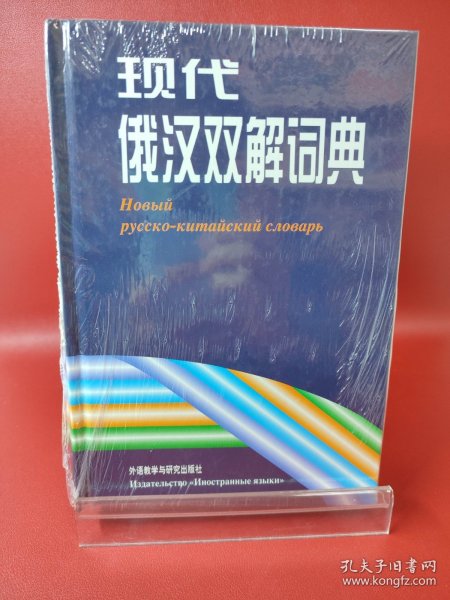 现代
俄汉双解词典
Новый
русско-китайский словарь
外语教学与研究出版社
Издательство «Иностранные языки»
孔夫子旧书网
www.kongfz.com